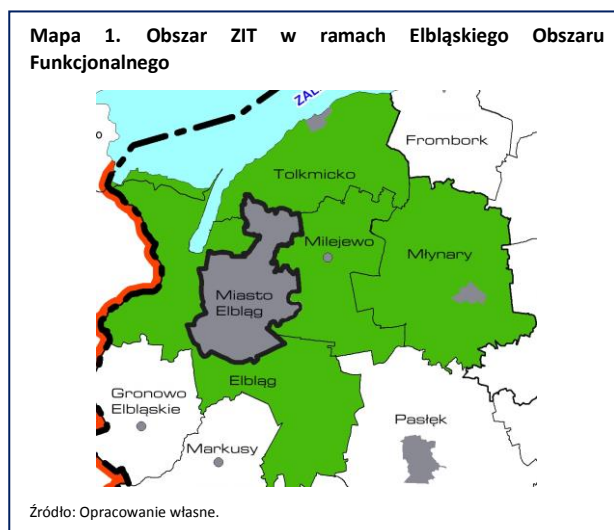 Mapa 1. Obszar ZIT w ramach Elbląskiego Obszaru
Funkcjonalnego
ZAL
Frombork
Tolkmicko
Milejewo
Młynary
Miasto
Elbląg
Elbląg
Gronowo
Elbląskie
Markusy
Pasłęk
Źródło: Opracowanie własne.